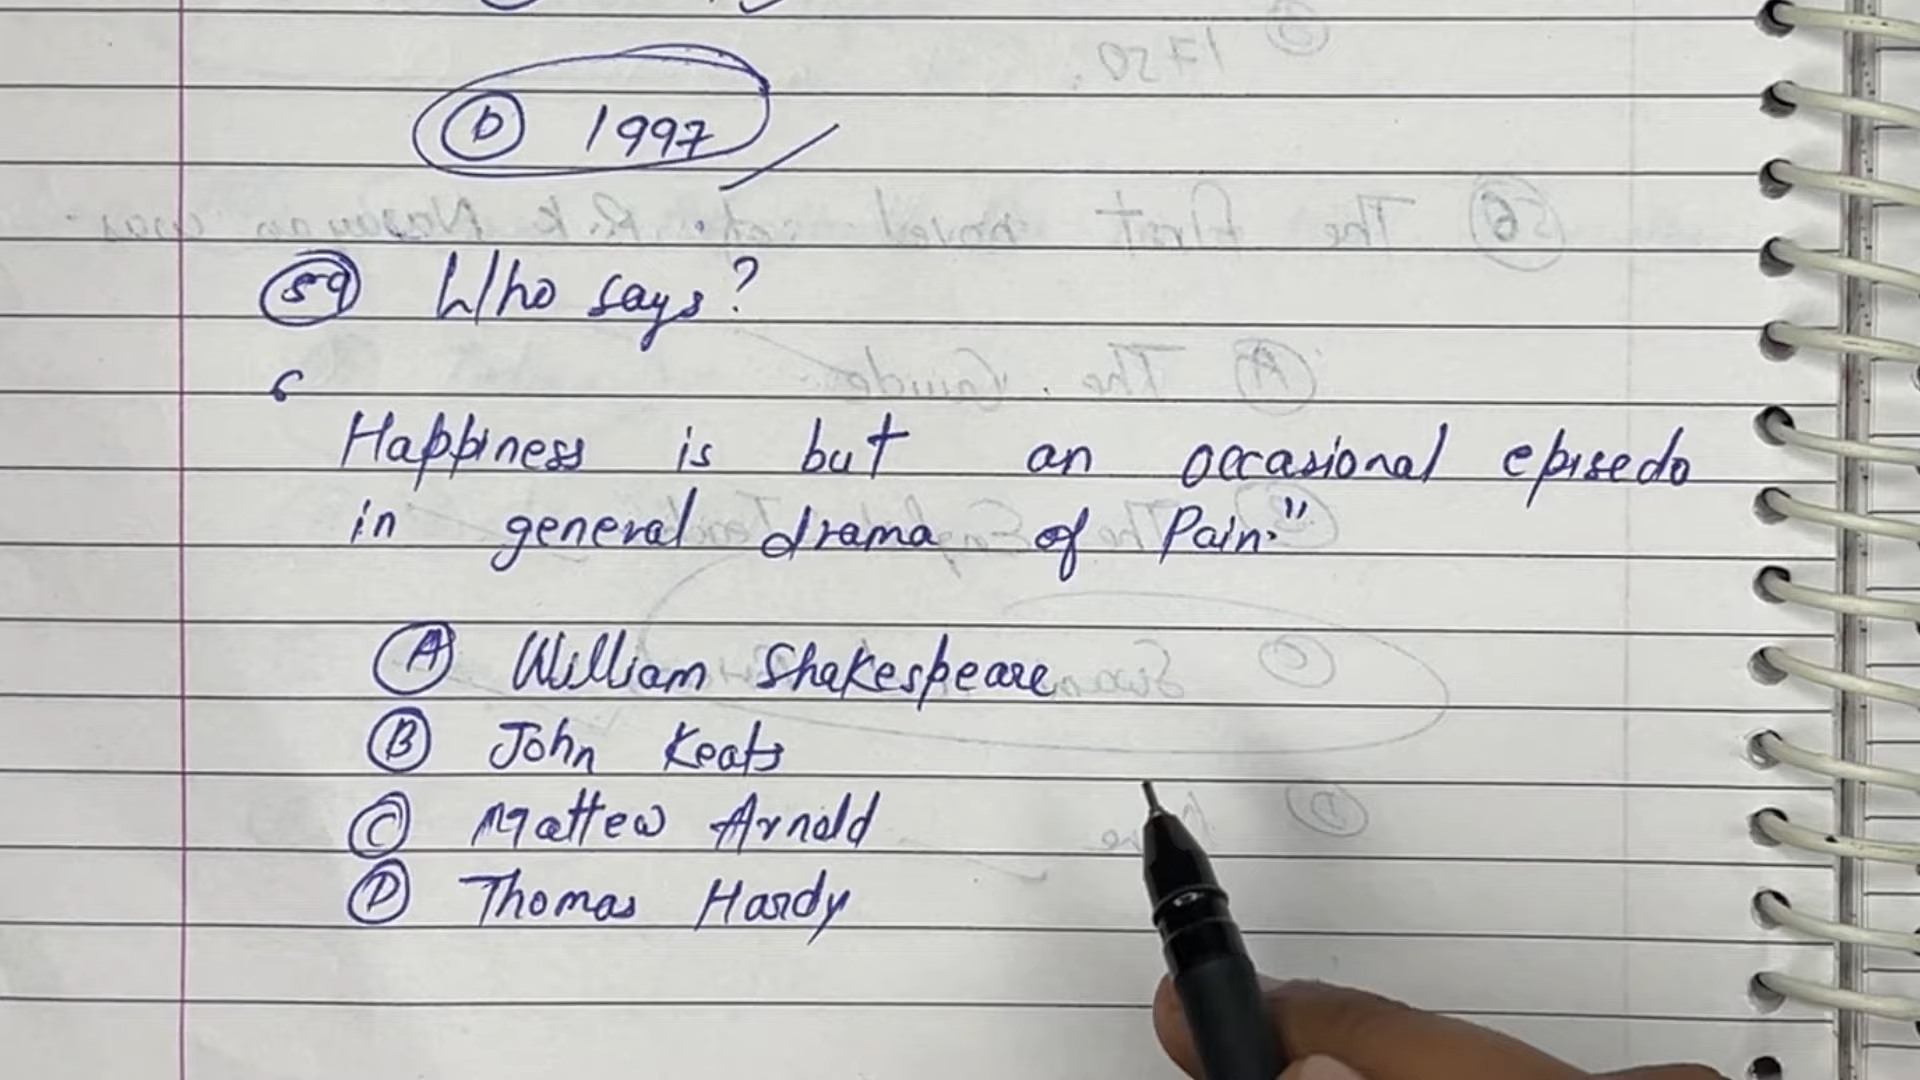 D 1997
59 Who says?
“
Happiness is but an occasional episedo
in general drama of Pain."
A William Shakespeare
B John Keats
C Mattew Arnold
D Thomas Hardy